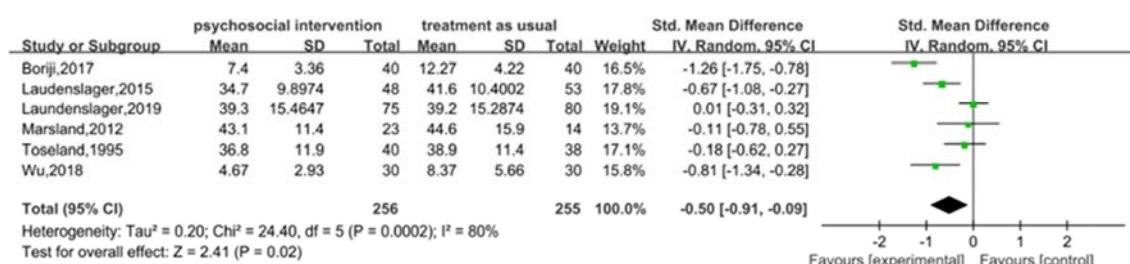 psychosocial intervention treatment as usual Std. Mean Difference Std. Mean Difference
Study or Subgroup Mean SD Total Mean SD Total Weight IV. Random. 95% CI IV. Random. 95% CI
Boriji,2017 7.4 3.36 40 12.27 4.22 40 16.5% -1.26 [-1.75, -0.78]
Laudenslager,2015 34.7 9.8974 48 41.6 10.4002 53 17.8% -0.67 [-1.08, -0.27]
Laundenslager,2019 39.3 15.4647 75 39.2 15.2874 80 19.1% 0.01 [-0.31, 0.32]
Marsland,2012 43.1 11.4 23 44.6 15.9 14 13.7% -0.11 [-0.78, 0.55]
Toseland,1995 36.8 11.9 40 38.9 11.4 38 17.1% -0.18 [-0.62, 0.27]
Wu,2018 4.67 2.93 30 8.37 5.66 30 15.8% -0.81 [-1.34, -0.28]
Total (95% CI) 256 255 100.0% -0.50 [-0.91, -0.09]
Heterogeneity: Tau² = 0.20; Chi² = 24.40, df = 5 (P = 0.0002); I² = 80%
Test for overall effect: Z = 2.41 (P = 0.02)
-2 -1 0 1 2
Favours [experimental] Favours [control]